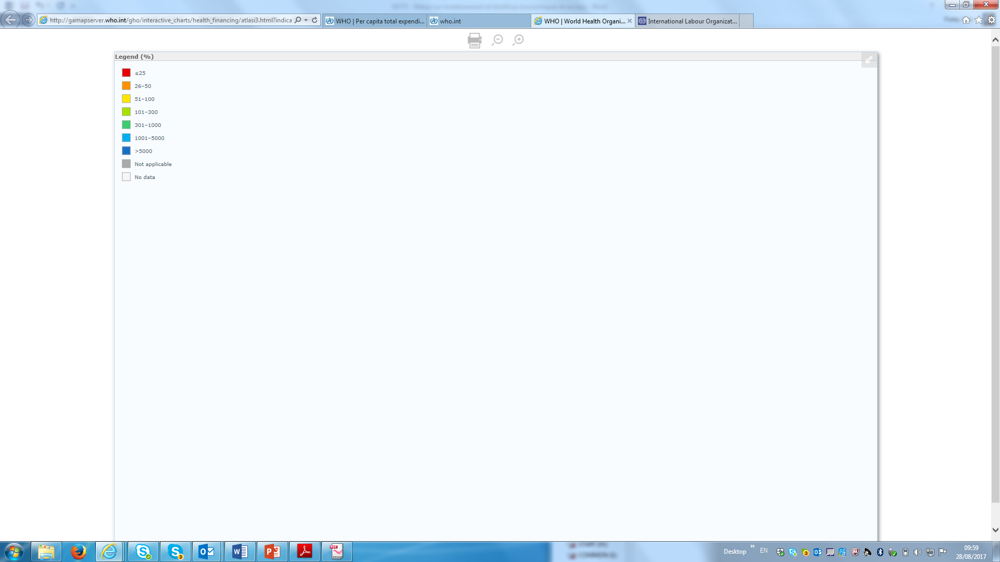 http://gamapserver.who.int/gho/interactive_charts/health_financing/atlasi3.html?indica
WHO | Per capita total expendi...
who.int
WHO | World Health Organi...
International Labour Organizat...
Legend (%)
≤25
26–50
51–100
101–300
301–1000
1001–5000
>5000
Not applicable
No data
Desktop
EN
09:59
28/08/2017